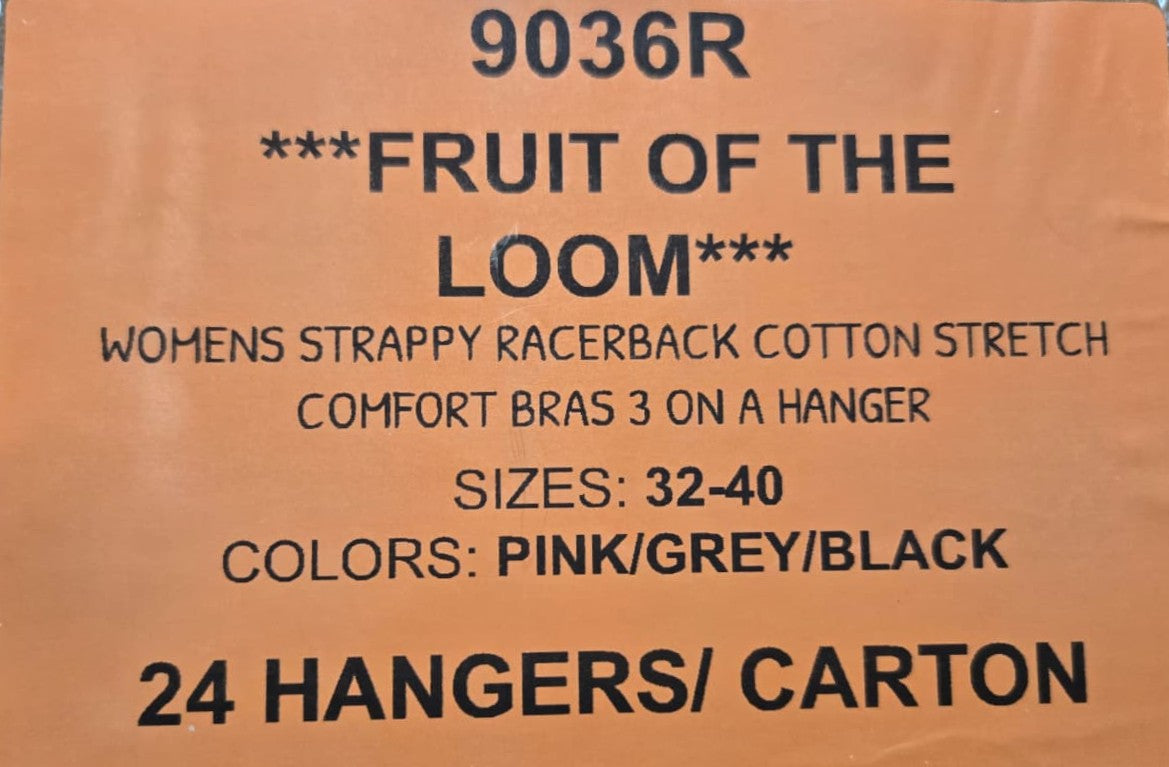 9036R
***FRUIT OF THE
LOOM***
WOMENS STRAPPY RACERBACK COTTON STRETCH
COMFORT BRAS 3 ON A HANGER
SIZES: 32-40
COLORS: PINK/GREY/BLACK
24 HANGERS/ CARTON